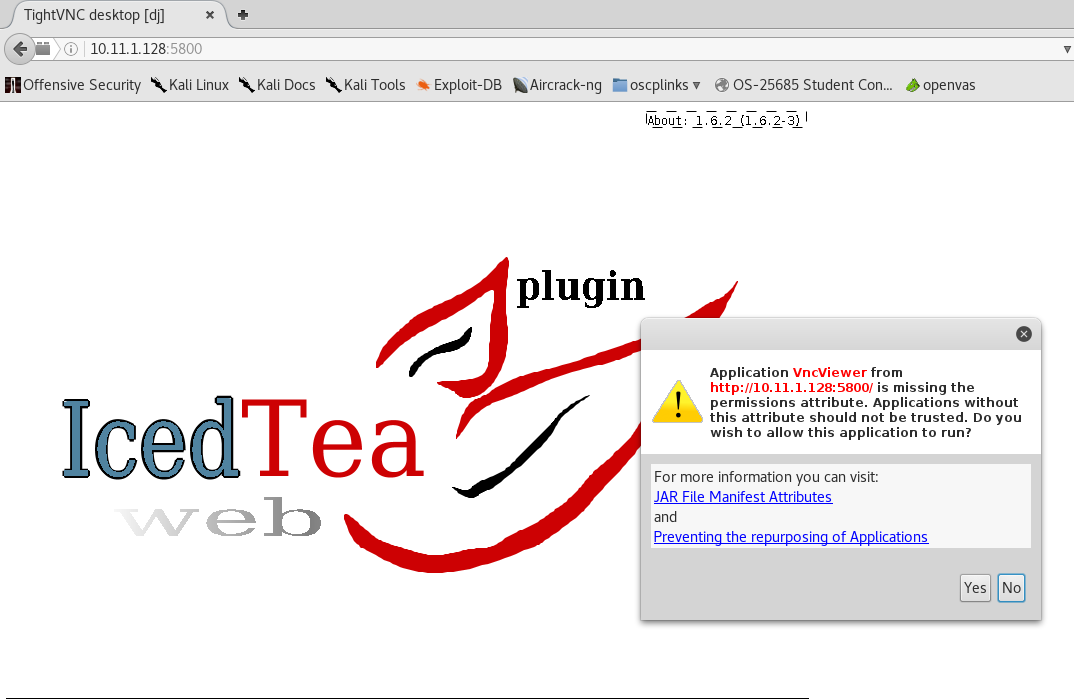 TightVNC desktop [dj]
10.11.1.128:5800
Offensive Security Kali Linux Kali Docs Kali Tools Exploit-DB Aircrack-ng oscplinks OS-25685 Student Con... openvas
About: 1.6.2 (1.6.2-3)
plugin
IcedTea
web
Application VncViewer from
http://10.11.1.128:5800/ is missing the
permissions attribute. Applications without
this attribute should not be trusted. Do you
wish to allow this application to run?
For more information you can visit:
JAR File Manifest Attributes
and
Preventing the repurposing of Applications
Yes No